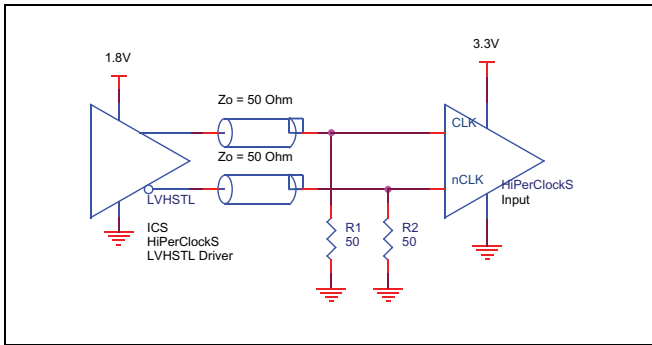 1.8V
3.3V
Zo = 50 Ohm
CLK
Zo = 50 Ohm
nCLK
LVHSTL
HiPerClockS
Input
ICS
HiPerClockS
LVHSTL Driver
R1
50
R2
50